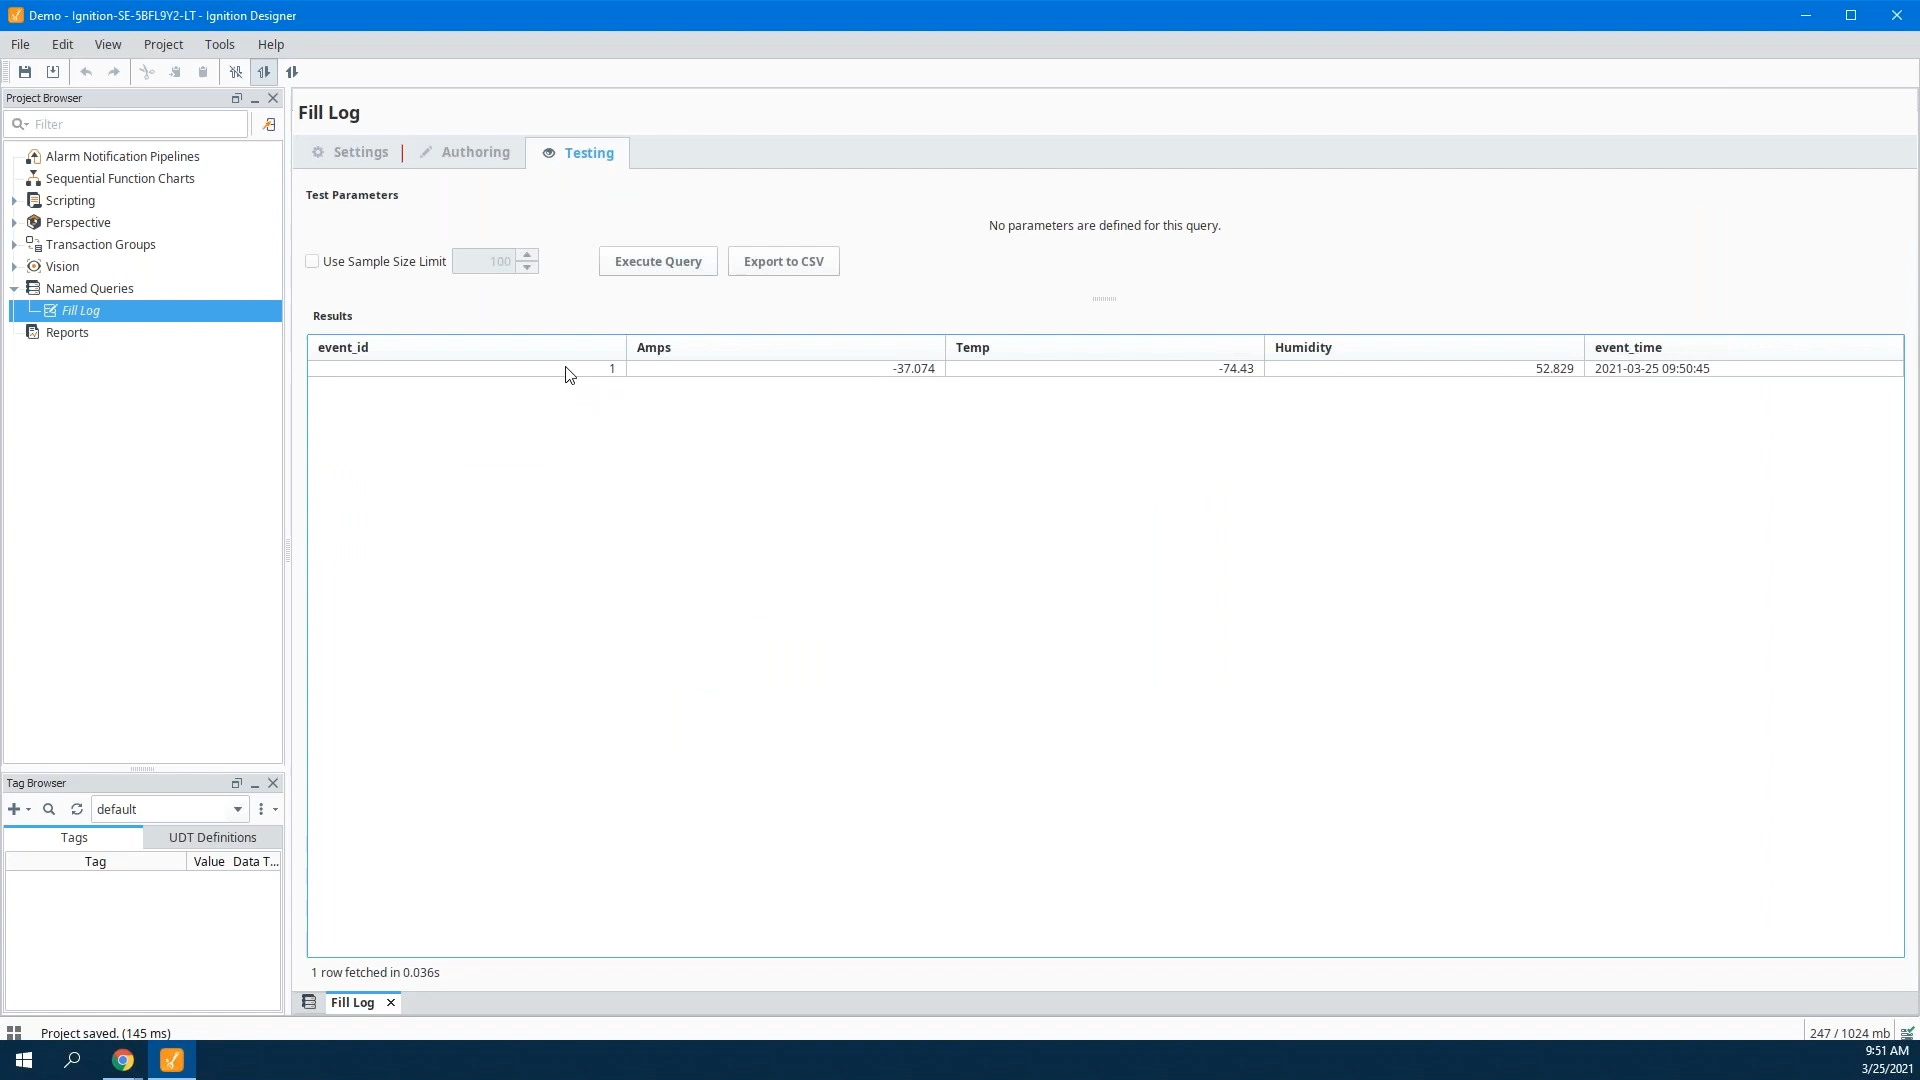 Demo - Ignition-SE-5BFL9Y2-LT - Ignition Designer
File Edit View Project Tools Help
Project Browser
Filter
Alarm Notification Pipelines
Sequential Function Charts
Scripting
Perspective
Transaction Groups
Vision
Named Queries
Fill Log
Reports
Fill Log
Settings Authoring Testing
Test Parameters
No parameters are defined for this query.
Use Sample Size Limit 100 Execute Query Export to CSV
Results
event_id Amps Temp Humidity event_time
1 -37.074 -74.43 52.829 2021-03-25 09:50:45
1 row fetched in 0.036s
Fill Log
Tag Browser
default
Tags UDT Definitions
Tag Value Data T...
Project saved. (145 ms) 247 / 1024 mb
9:51 AM
3/25/2021